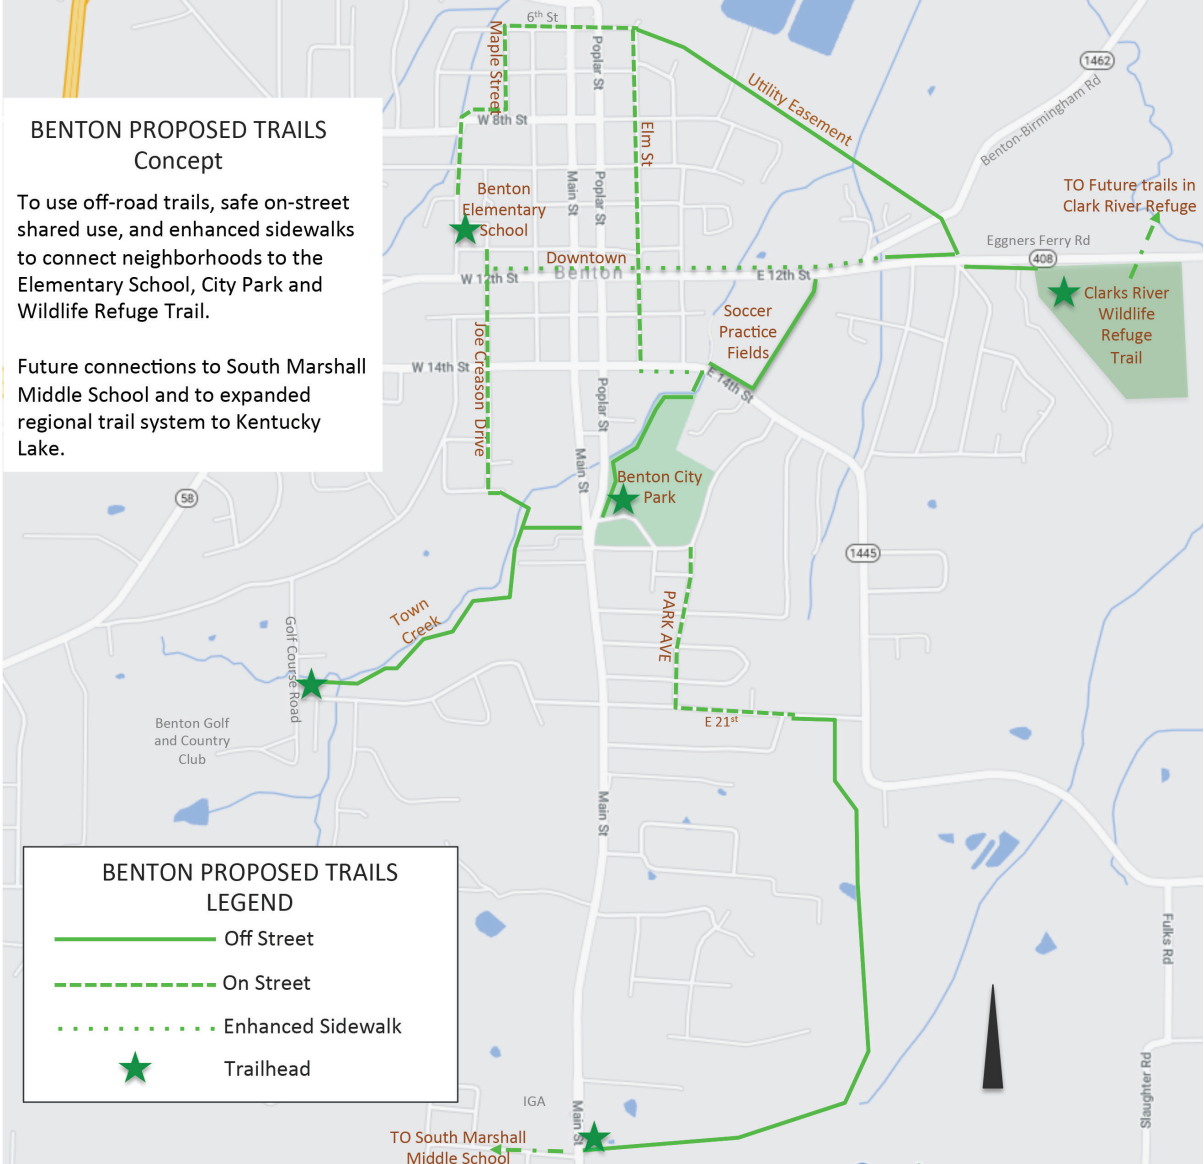 6th St
Maple Street
Poplar St
1462
Utility Easement
Benton-Birmingham Rd
W 8th St
Elm St
BENTON PROPOSED TRAILS
Concept
To use off-road trails, safe on-street
shared use, and enhanced sidewalks
to connect neighborhoods to the
Elementary School, City Park and
Wildlife Refuge Trail.
Future connections to South Marshall
Middle School and to expanded
regional trail system to Kentucky
Lake.
Benton
Elementary
School
Main St
Poplar St
TO Future trails in
Clark River Refuge
Eggners Ferry Rd
408
Downtown
Benton
W 12th St
E 12th St
Clarks River
Wildlife
Refuge
Trail
Soccer
Practice
Fields
Joe Creason Drive
W 14th St
E 14th St
Poplar St
Main St
Benton City
Park
58
1445
Town
Creek
PARK AVE
Golf Course Road
E 21st
Benton Golf
and Country
Club
Main St
BENTON PROPOSED TRAILS
LEGEND
Off Street
On Street
Enhanced Sidewalk
Trailhead
Fulks Rd
Slaughter Rd
IGA
Main St
TO South Marshall
Middle School